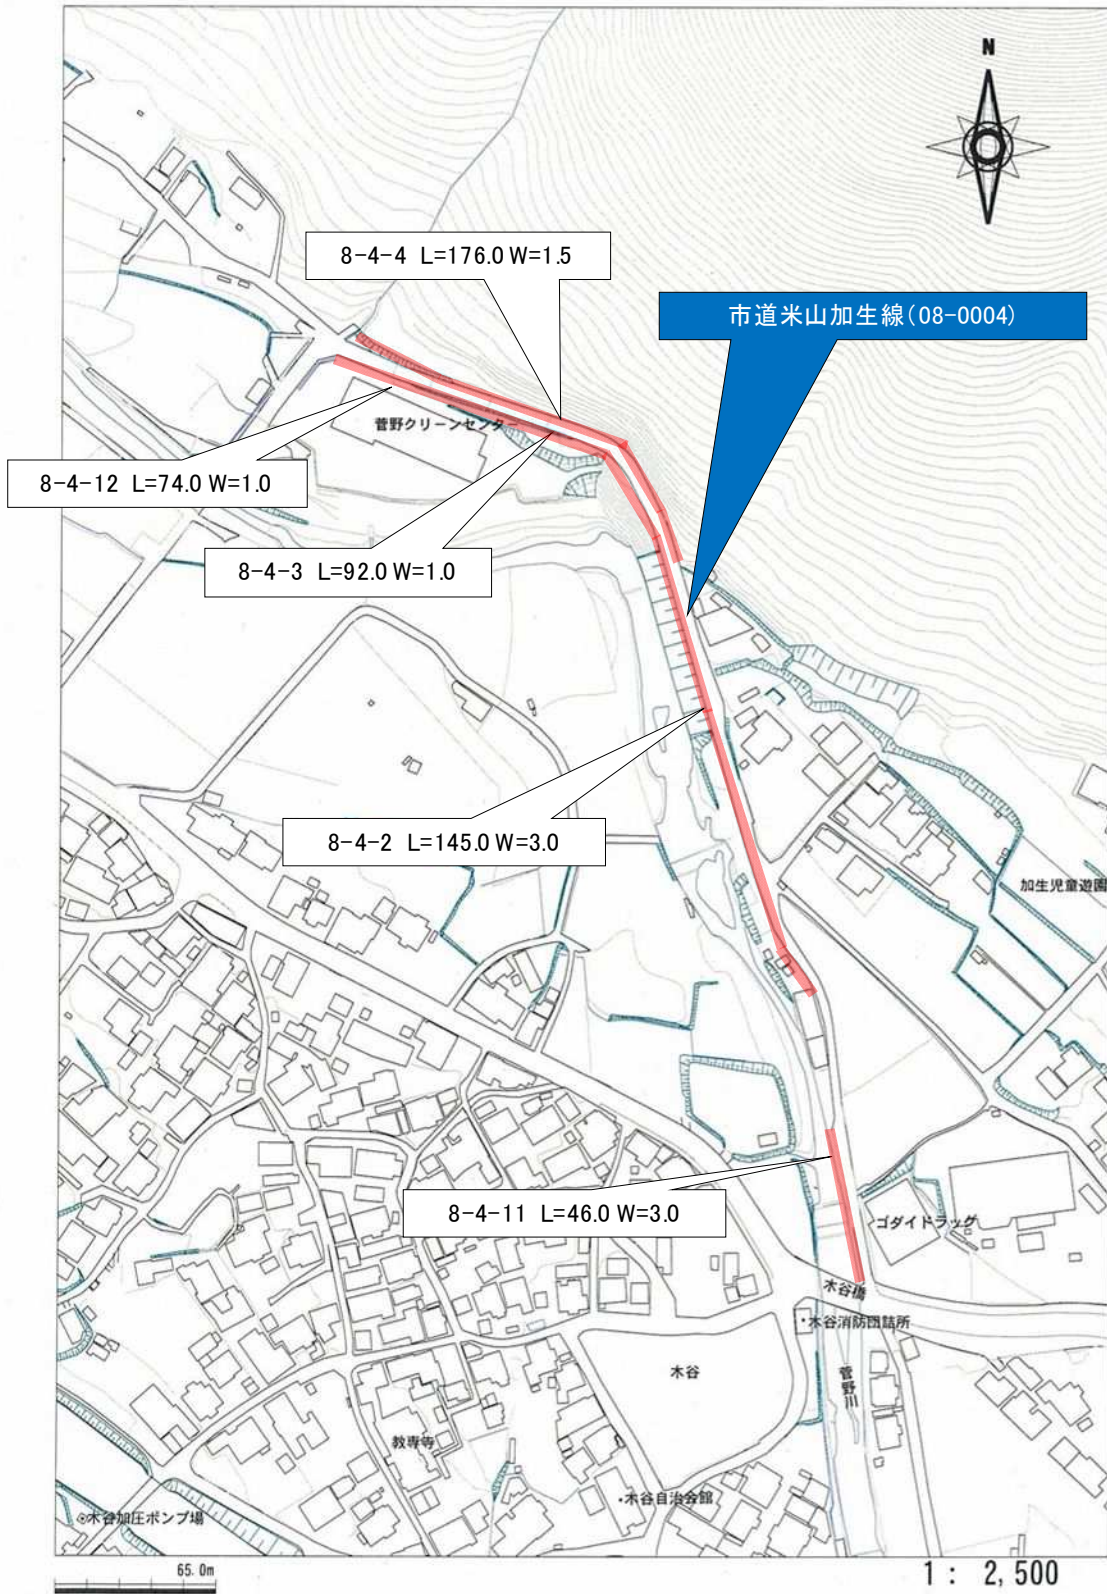 N
8-4-4 L=176.0 W=1.5
市道米山加生線(08-0004)
菅野クリーンセンター
8-4-12 L=74.0 W=1.0
8-4-3 L=92.0 W=1.0
8-4-2 L=145.0 W=3.0
加生児童遊園
8-4-11 L=46.0 W=3.0
ゴダイドラッグ
木谷橋
木谷消防団詰所
木谷
菅野川
教専寺
木谷自治会館
木谷加圧ポンプ場
65.0m
1 : 2,500